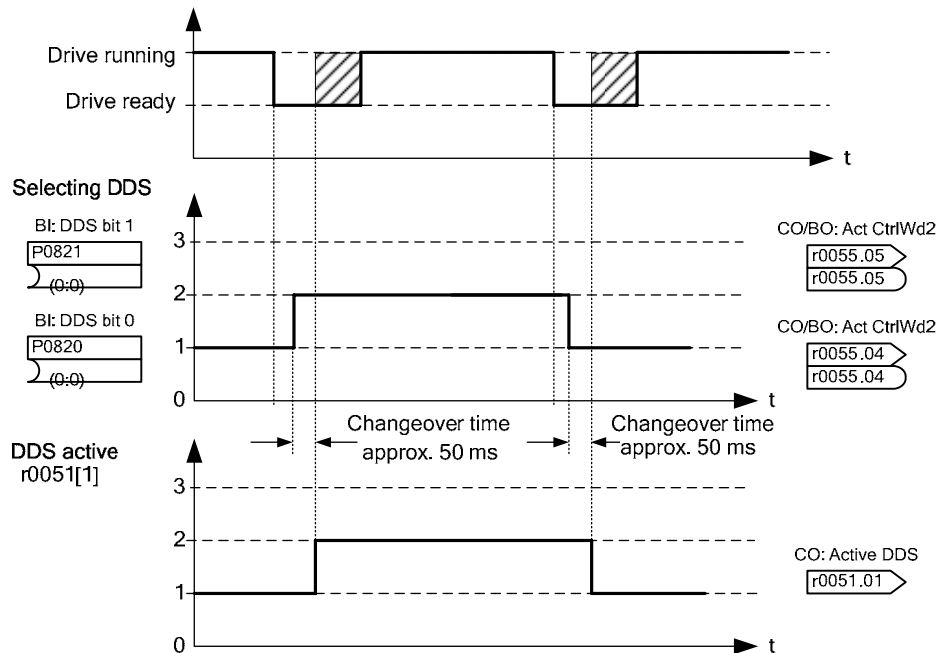 Drive running
Drive ready
t
Selecting DDS
BI: DDS bit 1
P0821
(0:0)
BI: DDS bit 0
P0820
(0:0)
3
2
1
0
t
CO/BO: Act CtrlWd2
r0055.05
r0055.05
CO/BO: Act CtrlWd2
r0055.04
r0055.04
Changeover time
approx. 50 ms
Changeover time
approx. 50 ms
DDS active
r0051[1]
3
2
1
0
t
CO: Active DDS
r0051.01